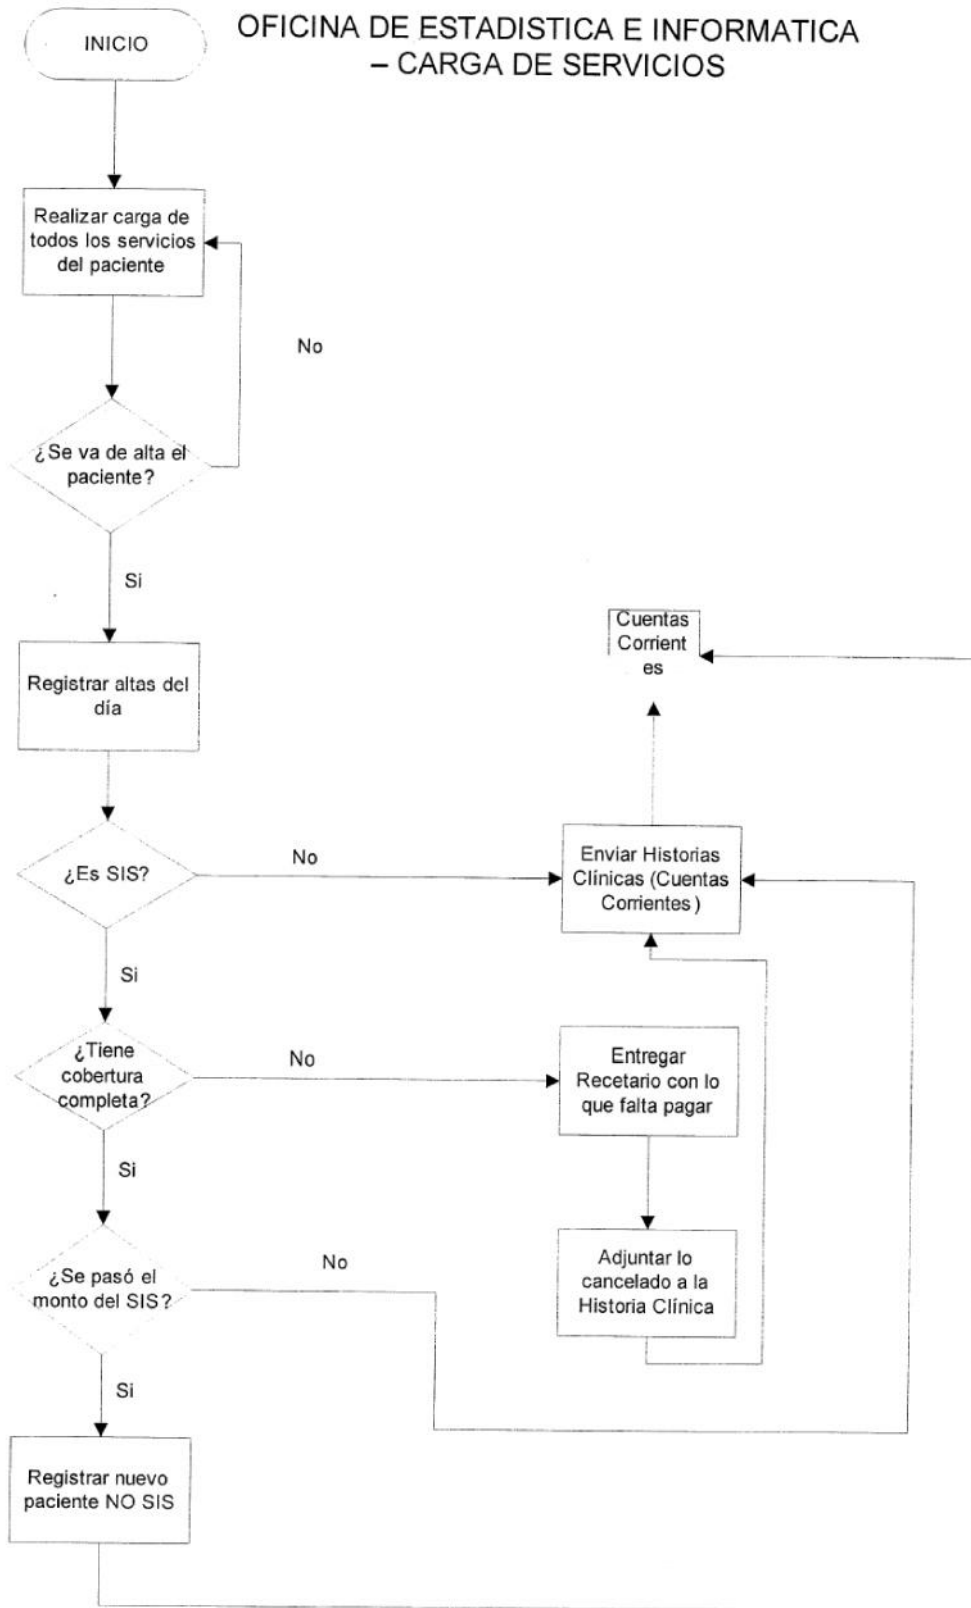 INICIO
OFICINA DE ESTADISTICA E INFORMATICA
– CARGA DE SERVICIOS
Realizar carga de
todos los servicios
del paciente
No
¿Se va de alta el
paciente?
Si
Cuentas
Corrient
es
Registrar altas del
día
¿Es SIS?
No
Enviar Historias
Clínicas (Cuentas
Corrientes)
Si
¿Tiene
cobertura
completa?
No
Entregar
Recetario con lo
que falta pagar
Si
¿Se pasó el
monto del SIS?
No
Adjuntar lo
cancelado a la
Historia Clínica
Si
Registrar nuevo
paciente NO SIS